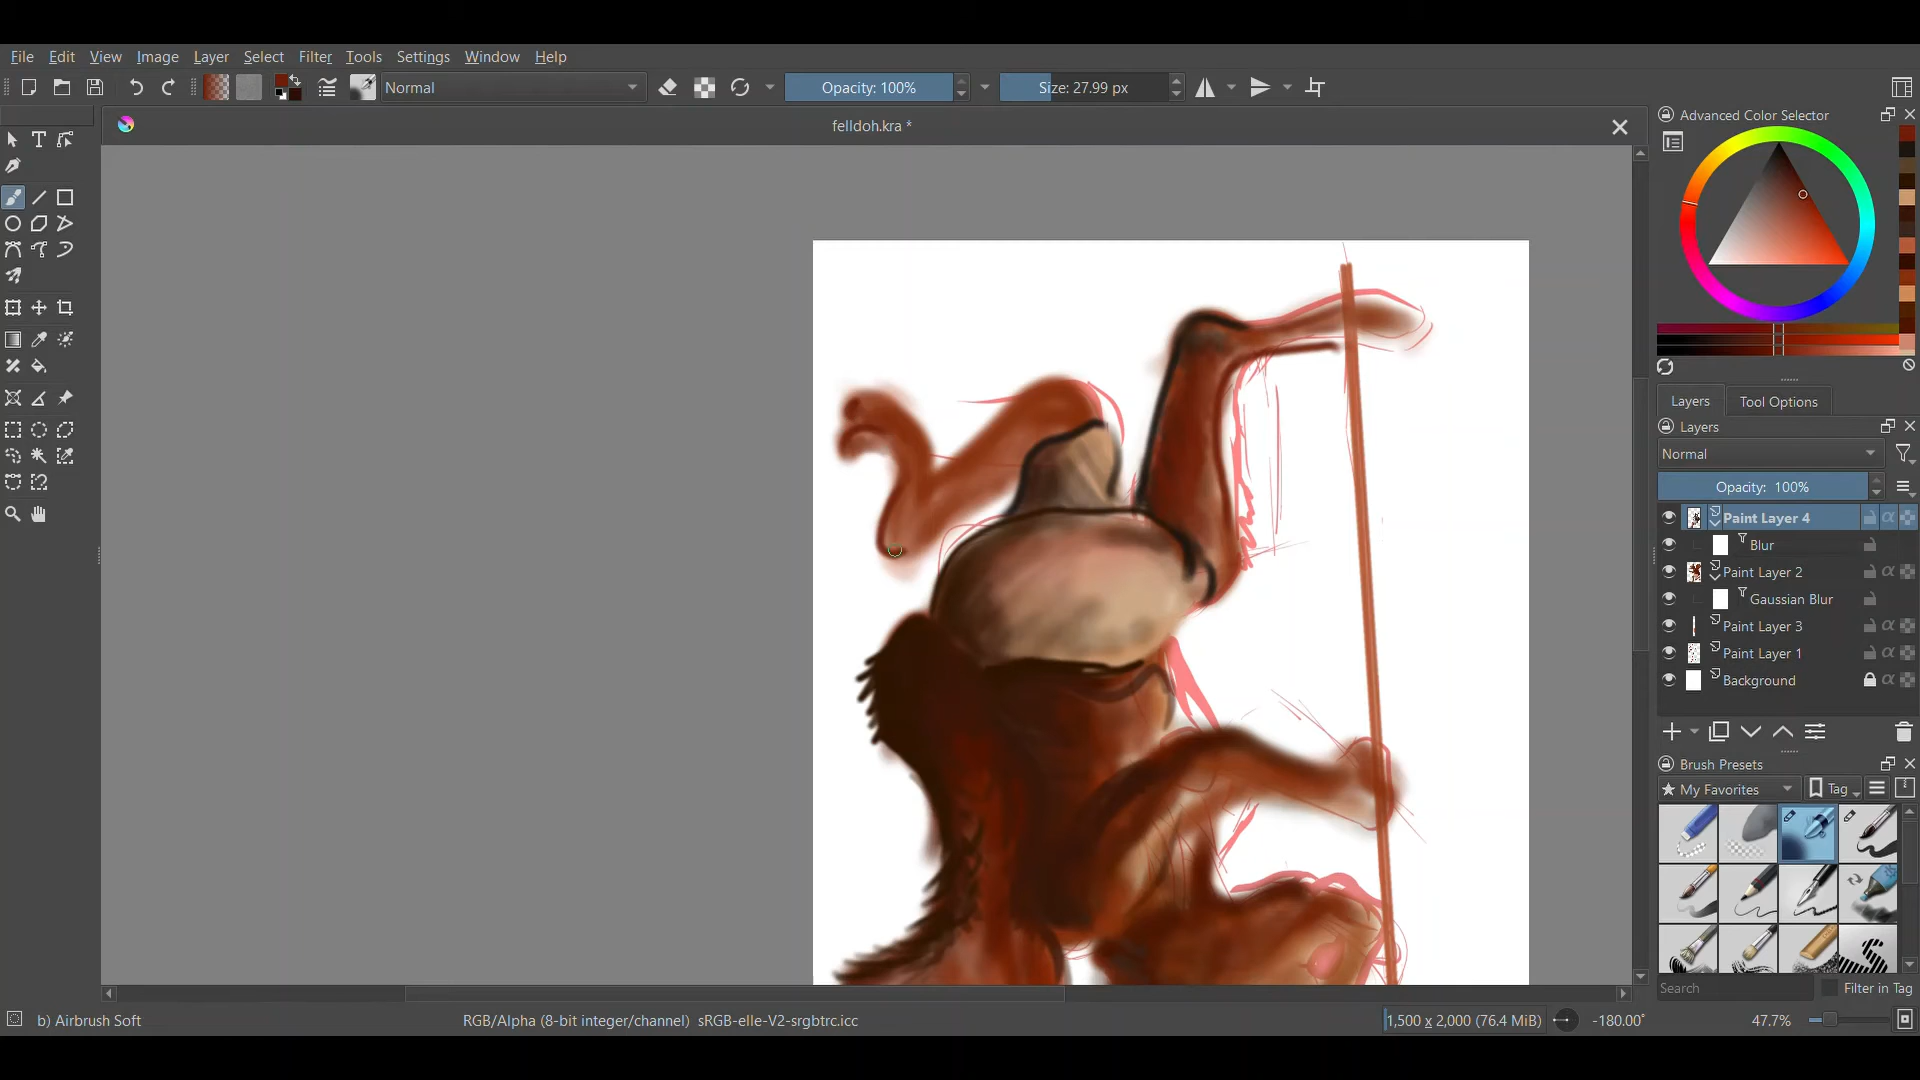 File Edit View Image Layer Select Filter Tools Settings Window Help
Normal Opacity: 100% Size: 27.99 px
felldoh.kra *
Advanced Color Selector
Layers Tool Options
Layers
Normal
Opacity: 100%
Paint Layer 4
Blur
Paint Layer 2
Gaussian Blur
Paint Layer 3
Paint Layer 1
Background
Brush Presets
★ My Favorites Tag
Search Filter in Tag
b) Airbrush Soft RGB/Alpha (8-bit integer/channel) sRGB-elle-V2-srgbtrc.icc 1,500 x 2,000 (76.4 MiB) -180.00° 47.7%